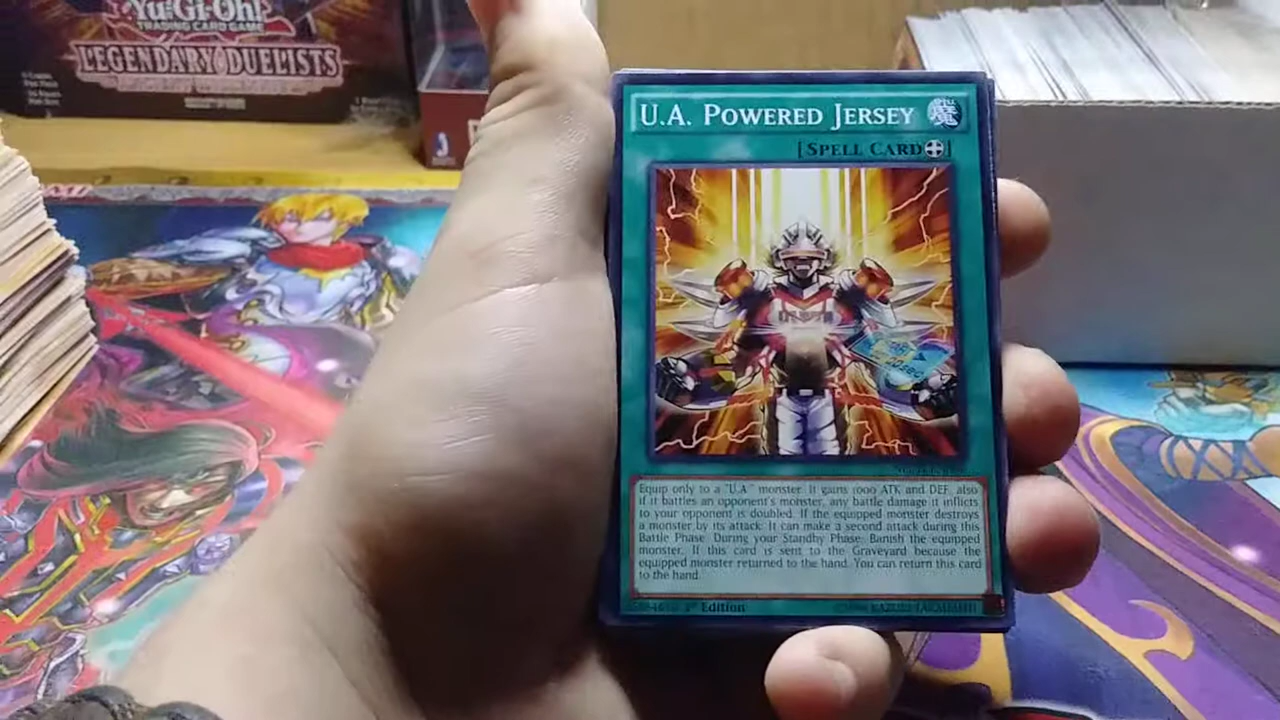 Yu-Gi-Oh!
TRADING CARD GAME
LEGENDARY DUELISTS
U.A. POWERED JERSEY 魔
[SPELL CARD]
Equip only to a "U.A." monster. It gains 1000 ATK and DEF, also
if it battles an opponent's monster, any battle damage it inflicts
to your opponent is doubled. If the equipped monster destroys
a monster by its attack: It can make a second attack during this
Battle Phase. During your Standby Phase: Banish the equipped
monster. If this card is sent to the Graveyard because the
equipped monster returned to the hand: You can return this card
to the hand.
1st Edition
KAZUKI TAKAHASHI